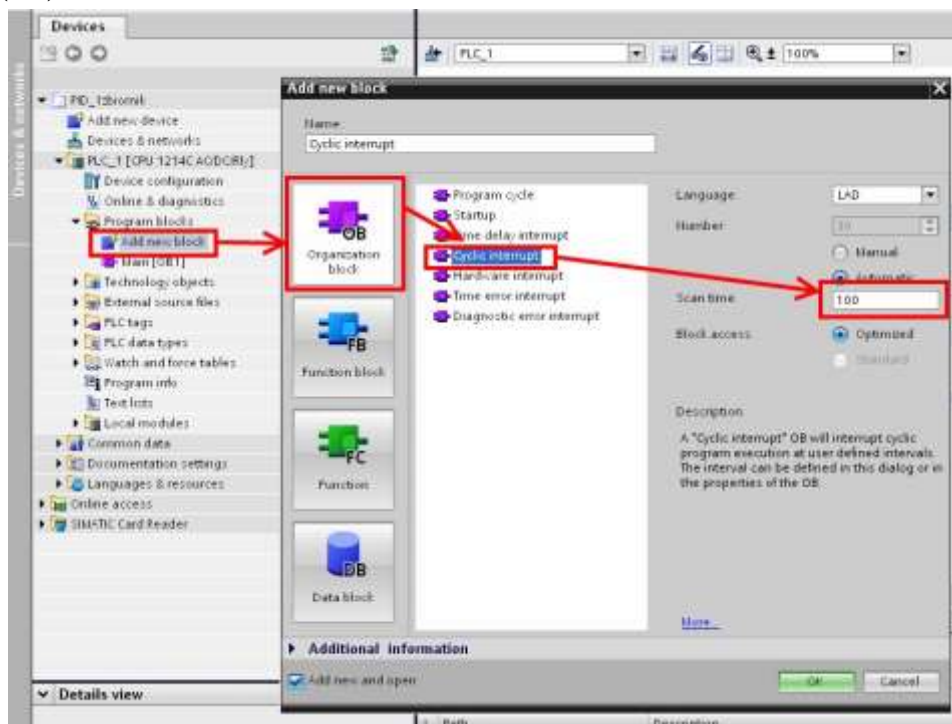 Devices
Devices & networks
PLC_1
100%
PID_1zbiornik
Add new device
Devices & networks
PLC_1 [CPU 1214C AC/DC/Rly]
Device configuration
Online & diagnostics
Program blocks
Add new block
Main [OB1]
Technology objects
External source files
PLC tags
PLC data types
Watch and force tables
Program info
Text lists
Local modules
Common data
Documentation settings
Languages & resources
Online access
SIMATIC Card Reader
Details view
Add new block
Name
Cyclic interrupt
OB
Organization
block
FB
Function block
FC
Function
DB
Data block
Program cycle
Startup
Time delay interrupt
Cyclic interrupt
Hardware interrupt
Time error interrupt
Diagnostic error interrupt
Language
LAD
Number
Manual
Automatic
Scan time
100
Block access
Optimized
Standard
Description
A "Cyclic interrupt" OB will interrupt cyclic
program execution at user defined intervals.
The interval can be defined in this dialog or in
the properties of the OB.
More...
Additional information
Add new and open
OK
Cancel
Path
Description